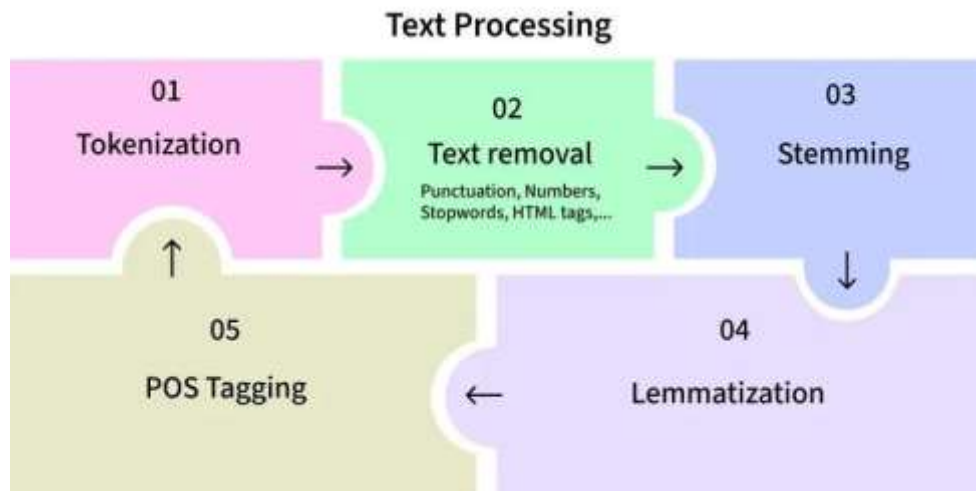 Text Processing
01
Tokenization
02
Text removal
Punctuation, Numbers,
Stopwords, HTML tags,...
03
Stemming
04
Lemmatization
05
POS Tagging